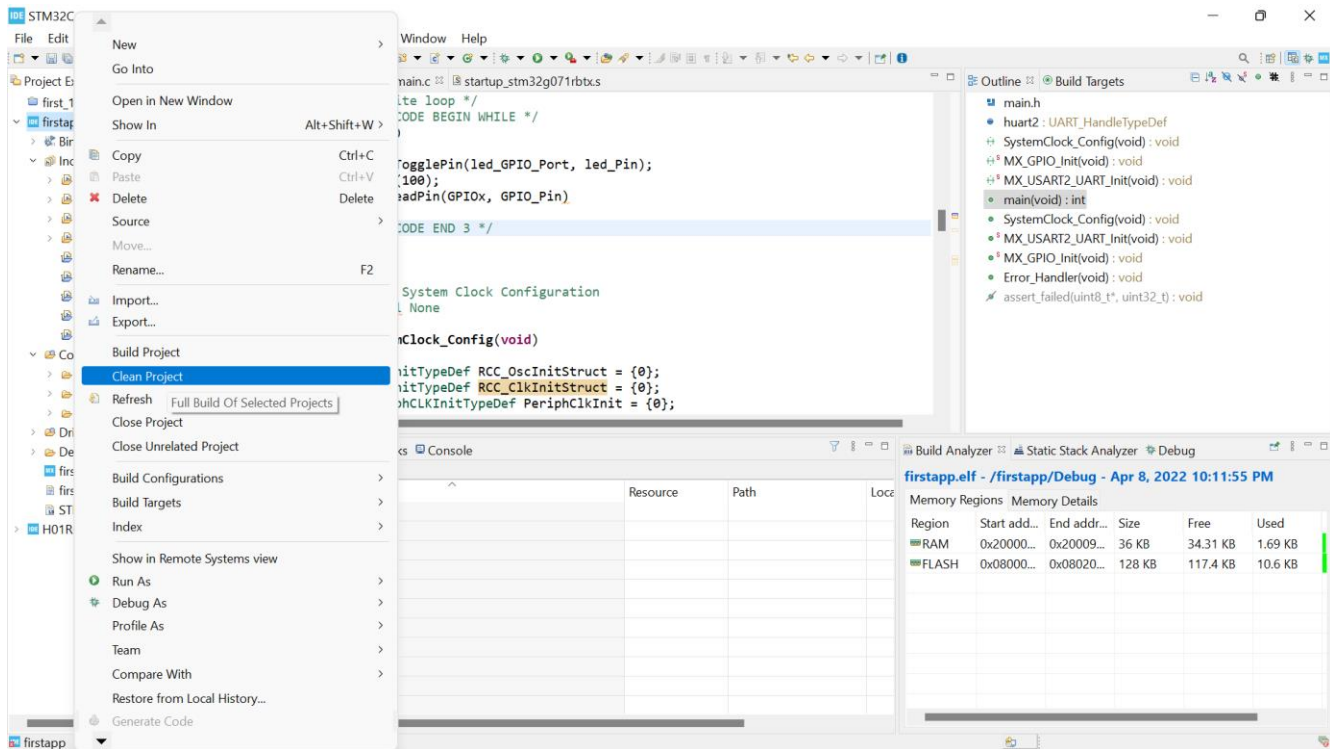 IDE STM32C
File Edit Window Help
Project Ex
main.c startup_stm32g071rbtx.s
first_1
firstap
Bin
Inc
Co
Dri
De
firs
firs
ST
H01R
firstapp
New
Go Into
Open in New Window
Show In Alt+Shift+W
Copy Ctrl+C
Paste Ctrl+V
Delete Delete
Source
Move...
Rename... F2
Import...
Export...
Build Project
Clean Project
Refresh
Full Build Of Selected Projects
Close Project
Close Unrelated Project
Build Configurations
Build Targets
Index
Show in Remote Systems view
Run As
Debug As
Profile As
Team
Compare With
Restore from Local History...
Generate Code
ite loop */
CODE BEGIN WHILE */
)
TogglePin(led_GPIO_Port, led_Pin);
(100);
eadPin(GPIOx, GPIO_Pin)
CODE END 3 */
System Clock Configuration
None
mClock_Config(void)
nitTypeDef RCC_OscInitStruct = {0};
nitTypeDef RCC_ClkInitStruct = {0};
phCLKInitTypeDef PeriphClkInit = {0};
Outline Build Targets
main.h
huart2 : UART_HandleTypeDef
SystemClock_Config(void) : void
MX_GPIO_Init(void) : void
MX_USART2_UART_Init(void) : void
main(void) : int
SystemClock_Config(void) : void
MX_USART2_UART_Init(void) : void
MX_GPIO_Init(void) : void
Error_Handler(void) : void
assert_failed(uint8_t*, uint32_t) : void
ks Console
Resource Path Loca
Build Analyzer Static Stack Analyzer Debug
firstapp.elf - /firstapp/Debug - Apr 8, 2022 10:11:55 PM
Memory Regions Memory Details
Region Start add... End addr... Size Free Used
RAM 0x20000... 0x20009... 36 KB 34.31 KB 1.69 KB
FLASH 0x08000... 0x08020... 128 KB 117.4 KB 10.6 KB